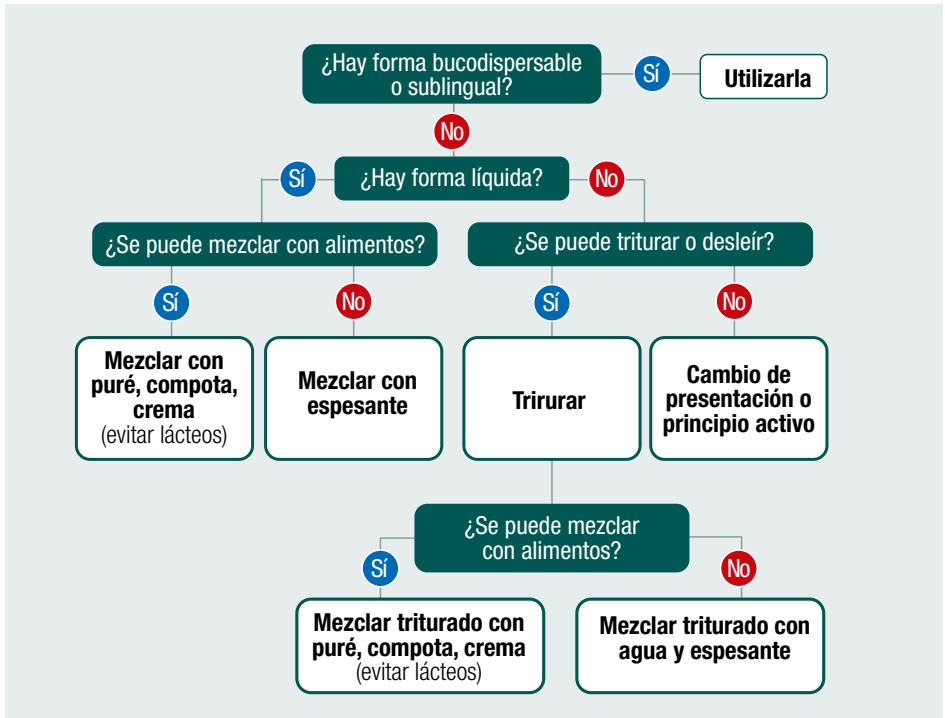 ¿Hay forma bucodispersable
o sublingual?
Sí
Utilizarla
No
Sí
¿Hay forma líquida?
No
¿Se puede mezclar con alimentos?
¿Se puede triturar o desleír?
Sí
No
Sí
No
Mezclar con
puré, compota,
crema
(evitar lácteos)
Mezclar con
espesante
Trirurar
Cambio de
presentación o
principio activo
¿Se puede mezclar
con alimentos?
Sí
No
Mezclar triturado con
puré, compota, crema
(evitar lácteos)
Mezclar triturado con
agua y espesante